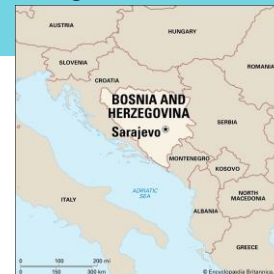 AUSTRIA
HUNGARY
SLOVENIA
ROMANIA
CROATIA
BOSNIA AND
HERZEGOVINA
Sarajevo
SERBIA
MONTENEGRO
KOSOVO
ITALY
ADRIATIC
SEA
NORTH
MACEDONIA
ALBANIA
GREECE
0 100 200 mi
0 150 300 km
© Encyclopædia Britannica